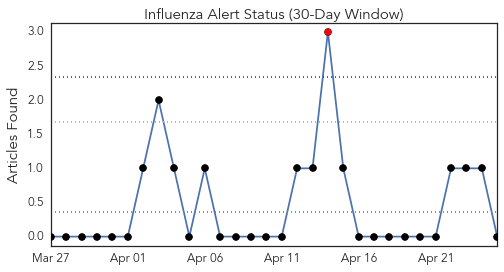 Influenza Alert Status (30-Day Window)
Articles Found
3.0
2.5
2.0
1.5
1.0
0.5
0.0
Mar 27 Apr 01 Apr 06 Apr 11 Apr 16 Apr 21